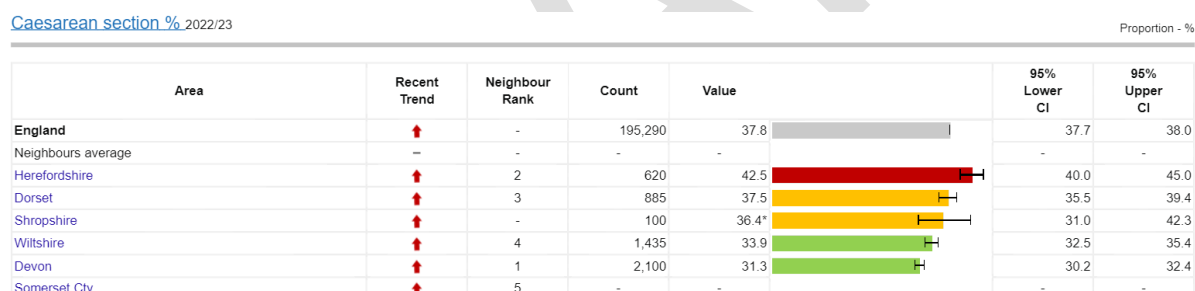 Caesarean section % 2022/23
Proportion - %
Area Recent Trend Neighbour Rank Count Value 95% Lower CI 95% Upper CI
England - 195,290 37.8 37.7 38.0
Neighbours average - - - - - -
Herefordshire 2 620 42.5 40.0 45.0
Dorset 3 885 37.5 35.5 39.4
Shropshire - 100 36.4* 31.0 42.3
Wiltshire 4 1,435 33.9 32.5 35.4
Devon 1 2,100 31.3 30.2 32.4
Somerset Cty 5 - - - -